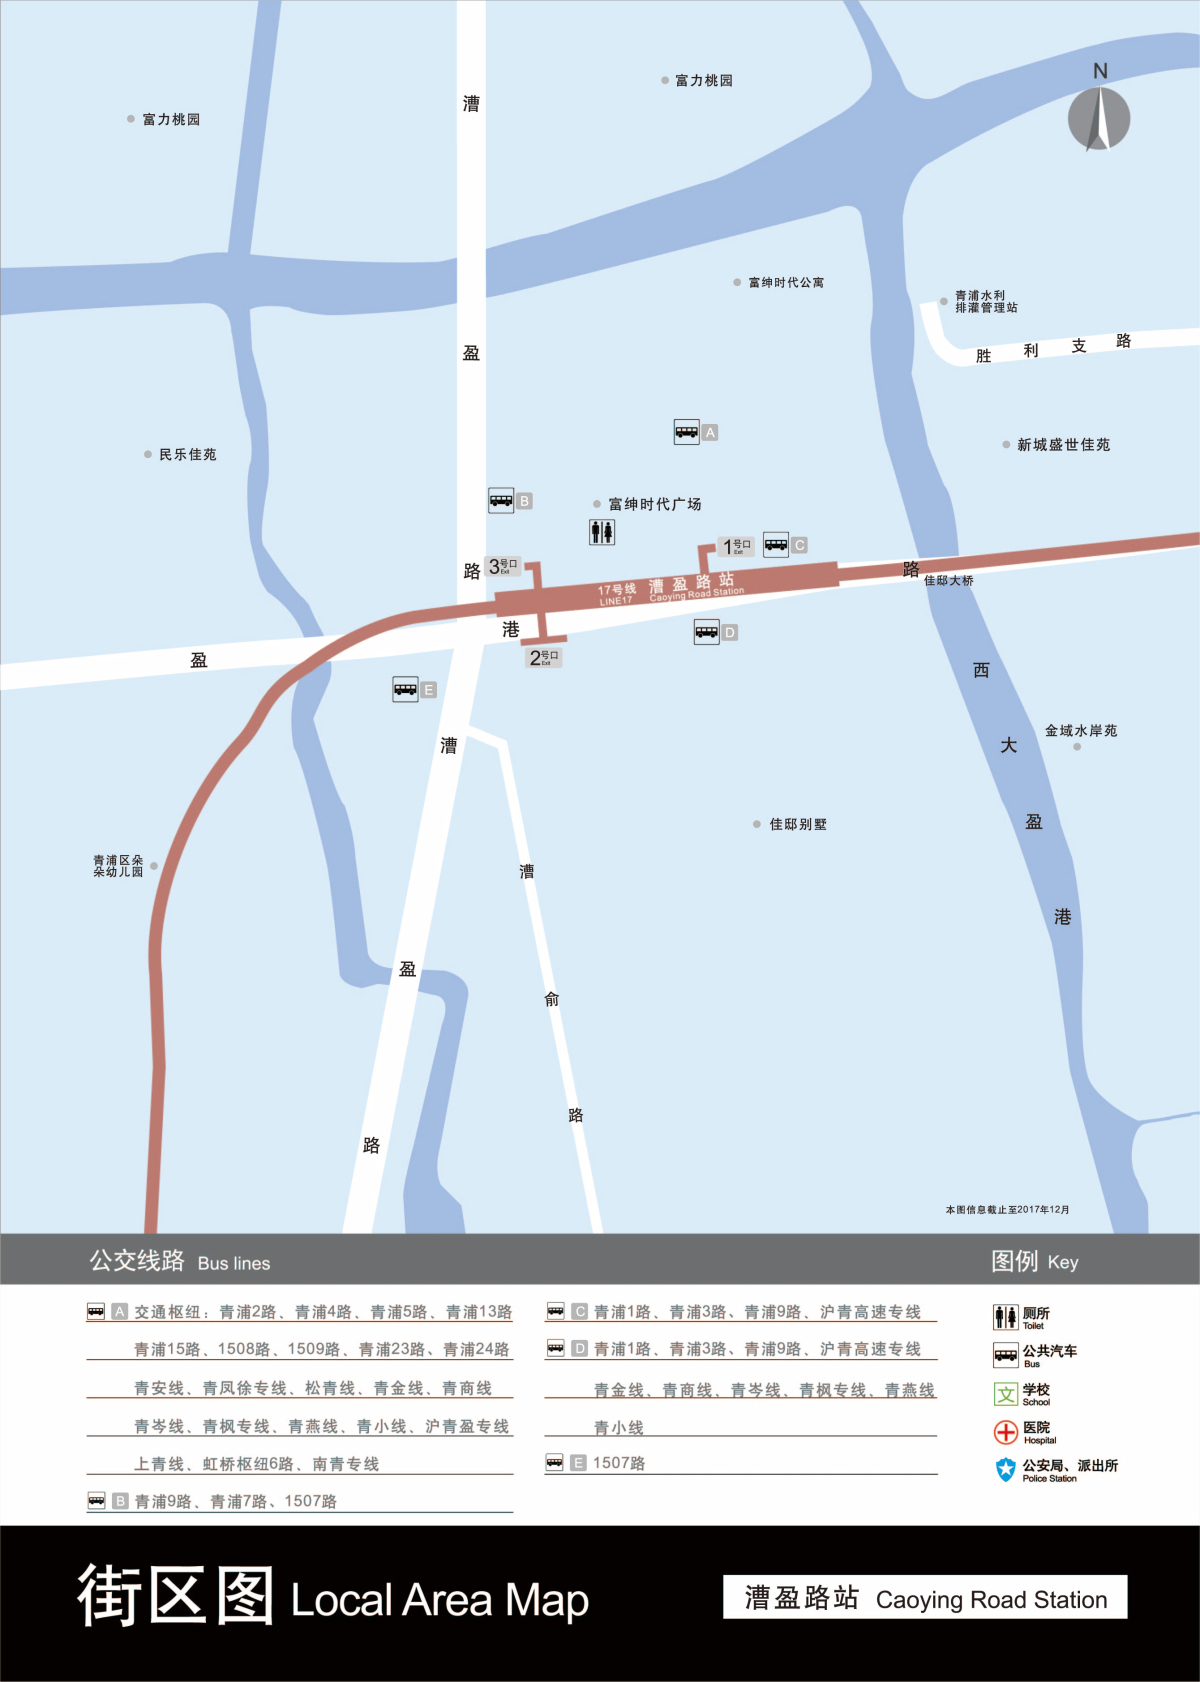 N
富力桃园
富力桃园
漕
盈
路
富绅时代公寓
青浦水利
排灌管理站
胜利支路
A
民乐佳苑
新城盛世佳苑
B
富绅时代广场
1号口
Exit
C
3号口
Exit
17号线 漕盈路站
LINE17 Caoying Road Station
盈
港
路
佳邸大桥
D
2号口
Exit
E
西
大
盈
港
金域水岸苑
漕
盈
路
佳邸别墅
青浦区朵
朵幼儿园
漕
俞
路
本图信息截止至2017年12月
公交线路 Bus lines
图例 Key
A 交通枢纽：青浦2路、青浦4路、青浦5路、青浦13路
青浦15路、1508路、1509路、青浦23路、青浦24路
青安线、青凤徐专线、松青线、青金线、青商线
青岑线、青枫专线、青燕线、青小线、沪青盈专线
上青线、虹桥枢纽6路、南青专线
B 青浦9路、青浦7路、1507路
C 青浦1路、青浦3路、青浦9路、沪青高速专线
D 青浦1路、青浦3路、青浦9路、沪青高速专线
青金线、青商线、青岑线、青枫专线、青燕线
青小线
E 1507路
厕所
Toilet
公共汽车
Bus
文 学校
School
医院
Hospital
公安局、派出所
Police Station
街区图 Local Area Map
漕盈路站 Caoying Road Station